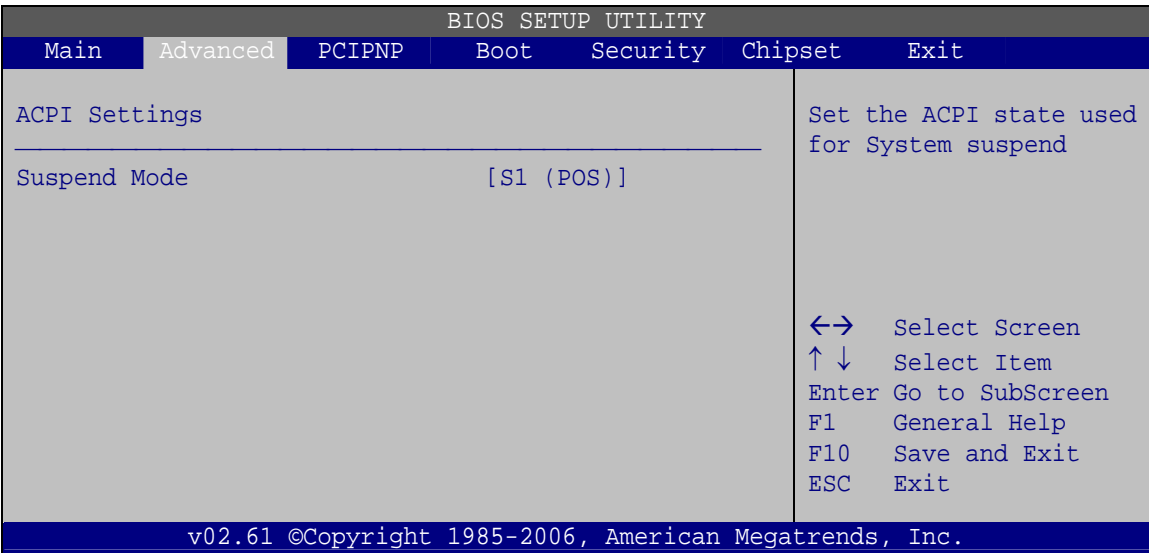 BIOS SETUP UTILITY
Main Advanced PCIPNP Boot Security Chipset Exit
ACPI Settings
Suspend Mode [S1 (POS)]
Set the ACPI state used
for System suspend
←→ Select Screen
↑ ↓ Select Item
Enter Go to SubScreen
F1 General Help
F10 Save and Exit
ESC Exit
v02.61 ©Copyright 1985-2006, American Megatrends, Inc.